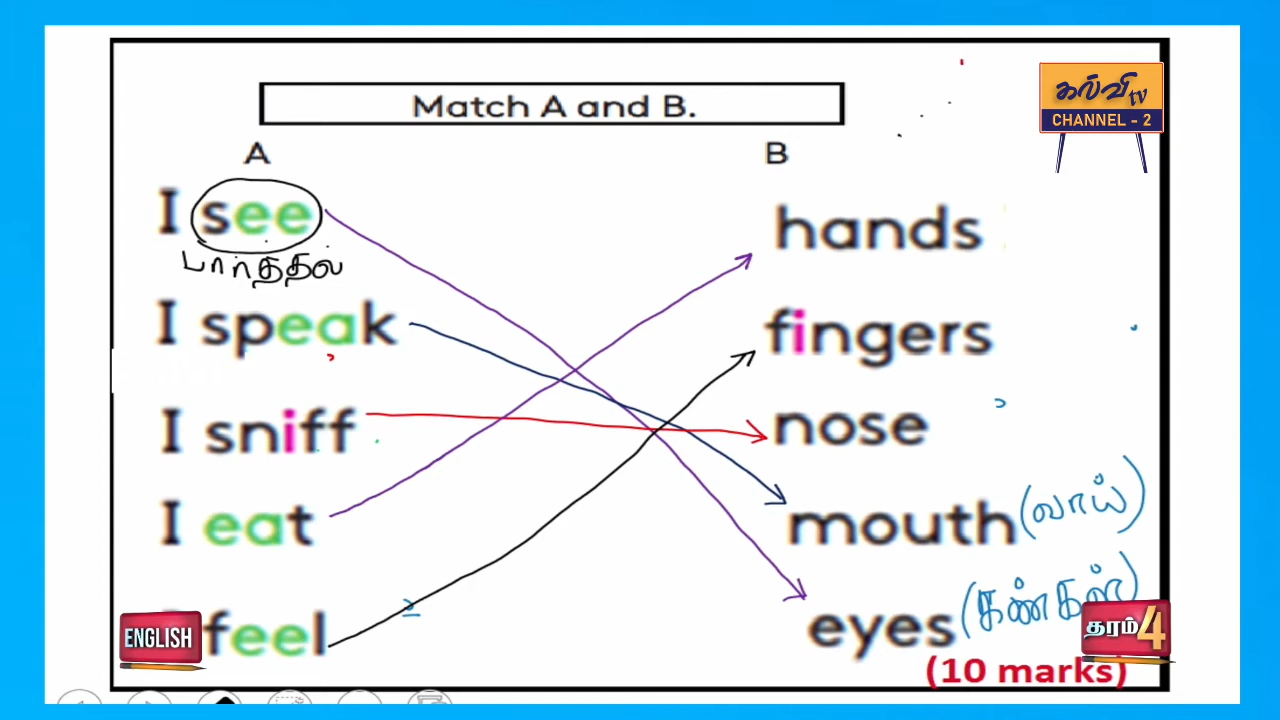 Match A and B.
A
B
I see
பார்த்தல்
I speak
I sniff
I eat
feel
hands
fingers
nose
mouth (வாய்)
eyes (கண்கள்)
(10 marks)
கல்வி tv
CHANNEL - 2
ENGLISH
தரம் 4